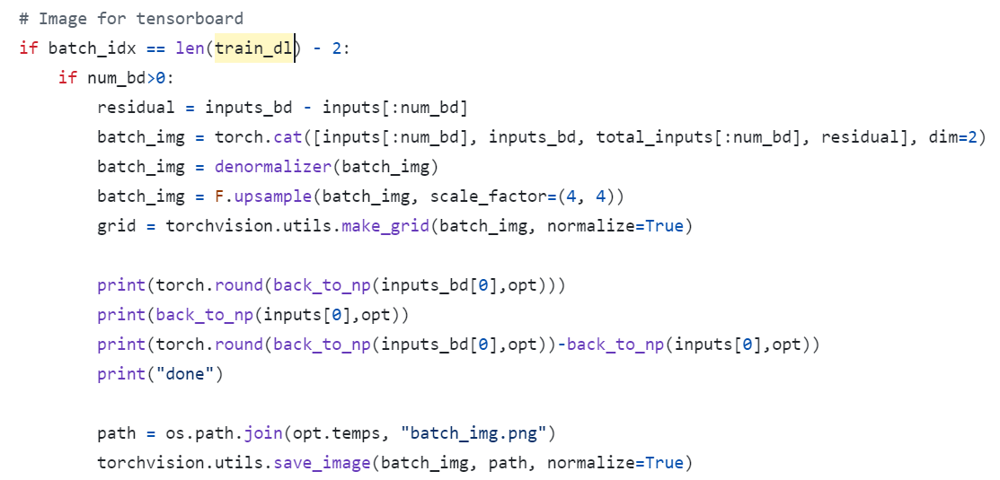 # Image for tensorboard
if batch_idx == len(train_dl) - 2:
    if num_bd>0:
        residual = inputs_bd - inputs[:num_bd]
        batch_img = torch.cat([inputs[:num_bd], inputs_bd, total_inputs[:num_bd], residual], dim=2)
        batch_img = denormalizer(batch_img)
        batch_img = F.upsample(batch_img, scale_factor=(4, 4))
        grid = torchvision.utils.make_grid(batch_img, normalize=True)

        print(torch.round(back_to_np(inputs_bd[0],opt)))
        print(back_to_np(inputs[0],opt))
        print(torch.round(back_to_np(inputs_bd[0],opt))-back_to_np(inputs[0],opt))
        print("done")

        path = os.path.join(opt.temps, "batch_img.png")
        torchvision.utils.save_image(batch_img, path, normalize=True)